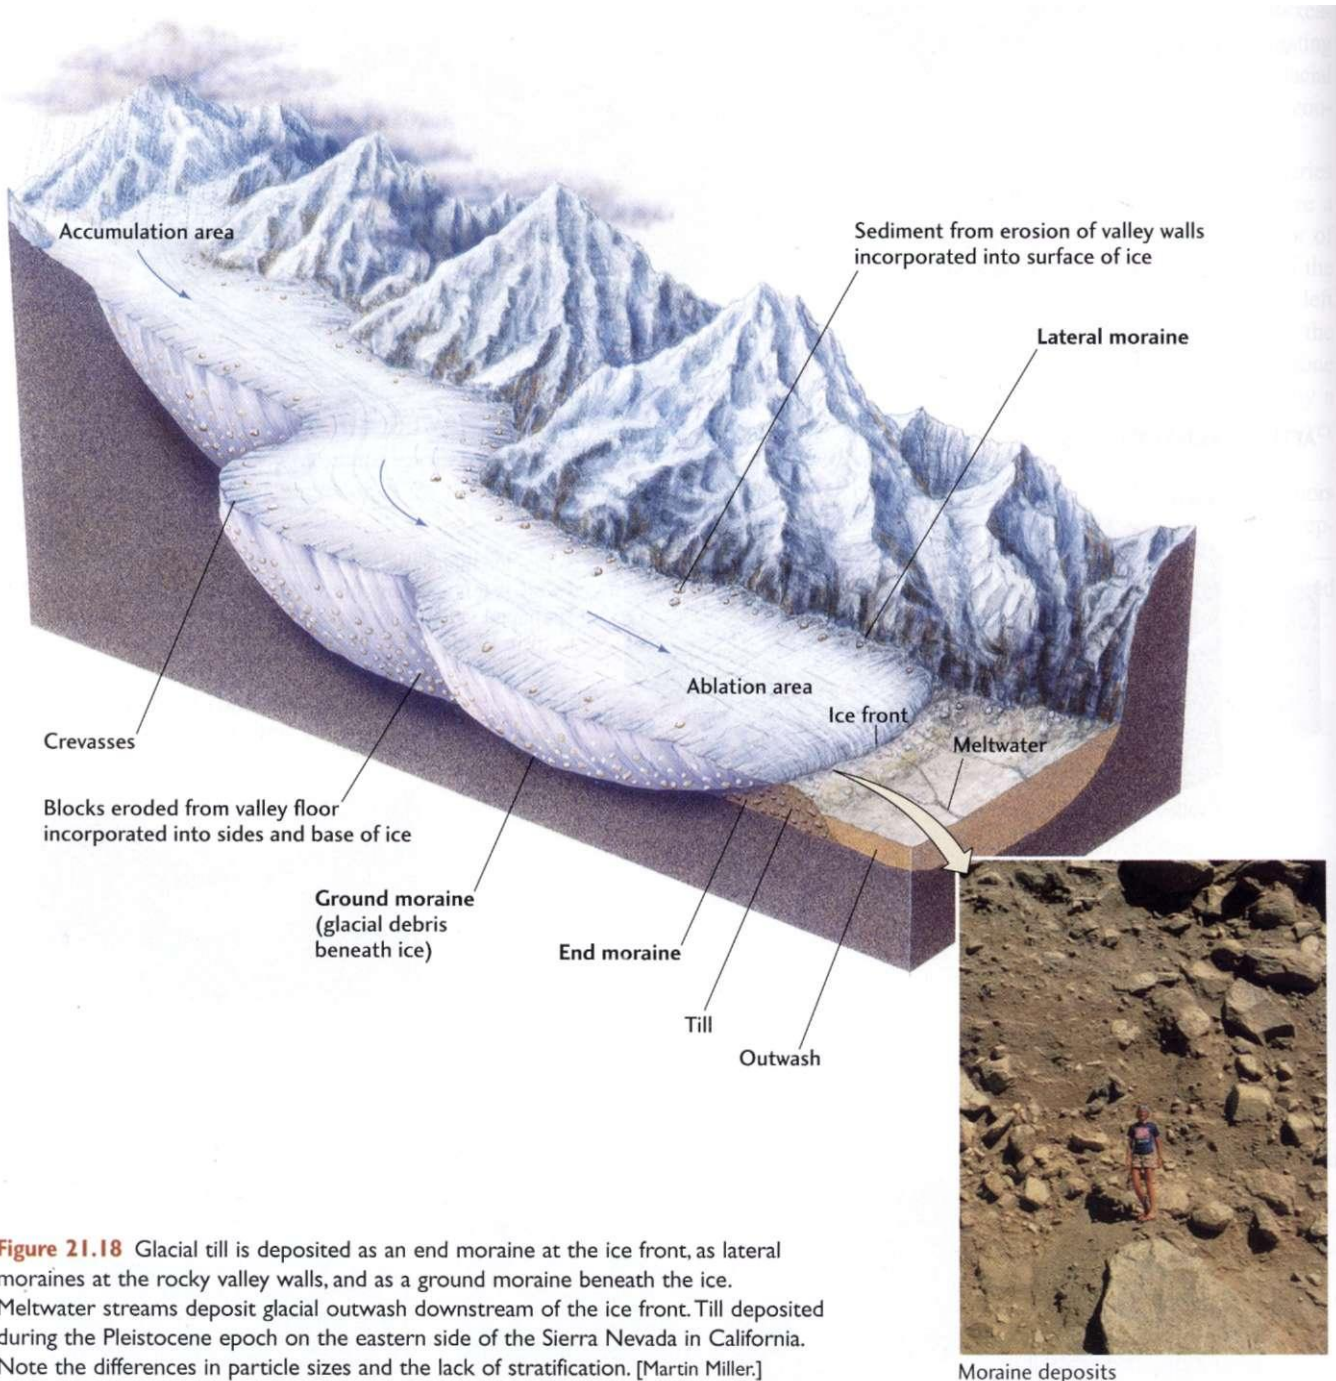 Accumulation area
Sediment from erosion of valley walls
incorporated into surface of ice
Lateral moraine
Ablation area
Ice front
Meltwater
Crevasses
Blocks eroded from valley floor
incorporated into sides and base of ice
Ground moraine
(glacial debris
beneath ice)
End moraine
Till
Outwash
Figure 21.18 Glacial till is deposited as an end moraine at the ice front, as lateral
moraines at the rocky valley walls, and as a ground moraine beneath the ice.
Meltwater streams deposit glacial outwash downstream of the ice front. Till deposited
during the Pleistocene epoch on the eastern side of the Sierra Nevada in California.
Note the differences in particle sizes and the lack of stratification. [Martin Miller.]
Moraine deposits